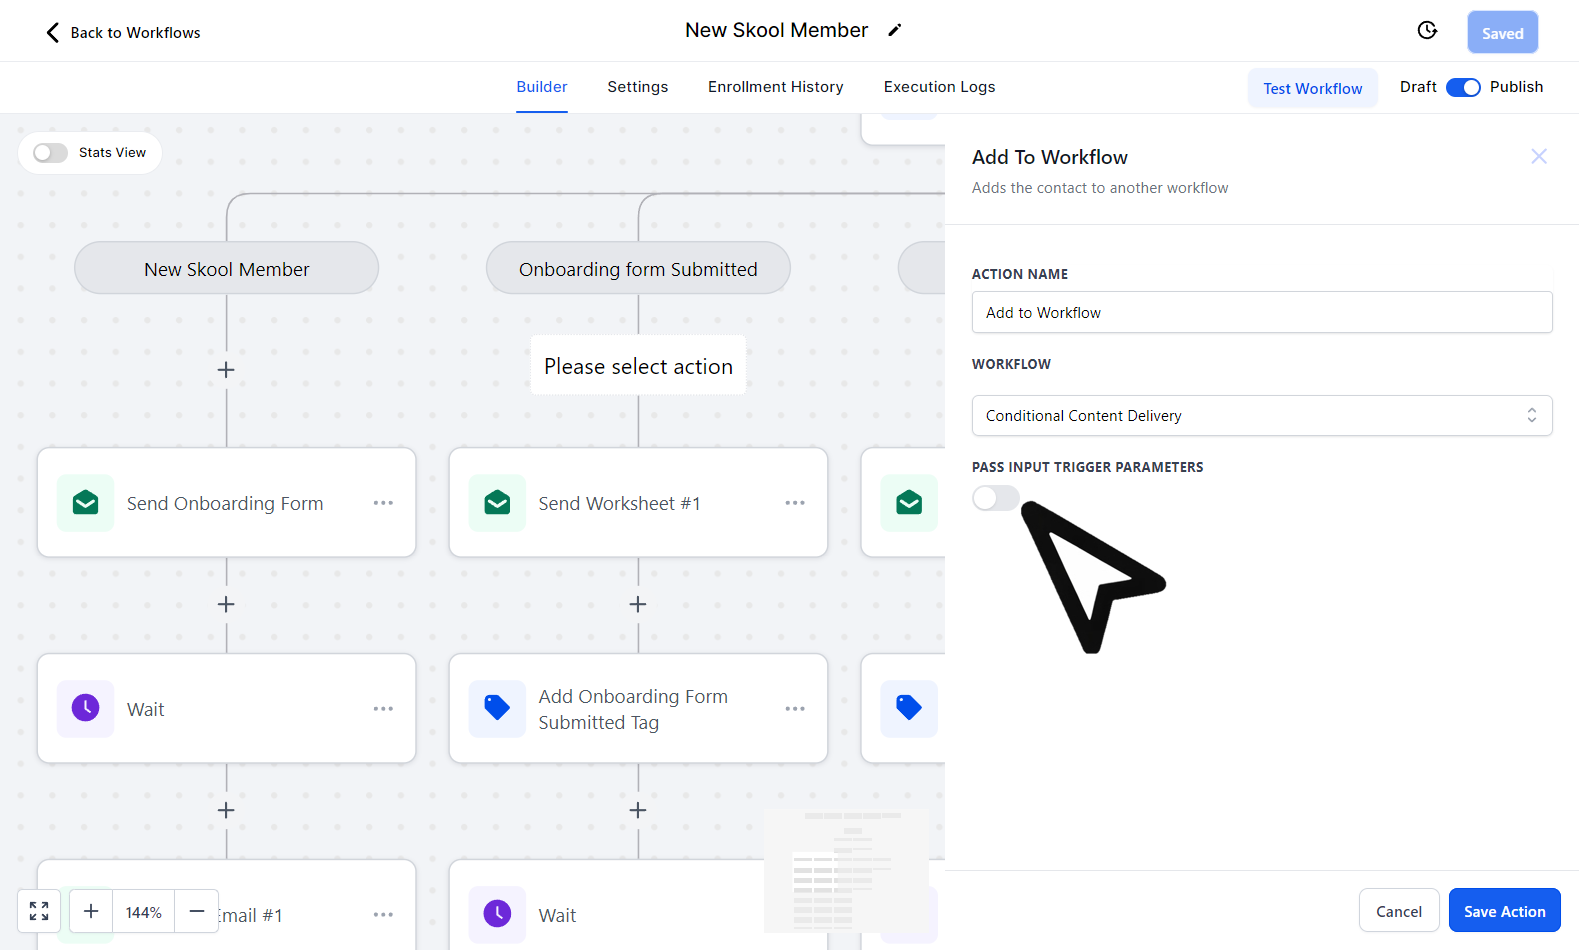 Back to Workflows
New Skool Member
Saved
Builder
Settings
Enrollment History
Execution Logs
Test Workflow
Draft
Publish
Stats View
Add To Workflow
Adds the contact to another workflow
New Skool Member
Onboarding form Submitted
ACTION NAME
Add to Workflow
Please select action
WORKFLOW
Conditional Content Delivery
PASS INPUT TRIGGER PARAMETERS
Send Onboarding Form
Send Worksheet #1
Wait
Add Onboarding Form
Submitted Tag
144%
Email #1
Wait
Cancel
Save Action